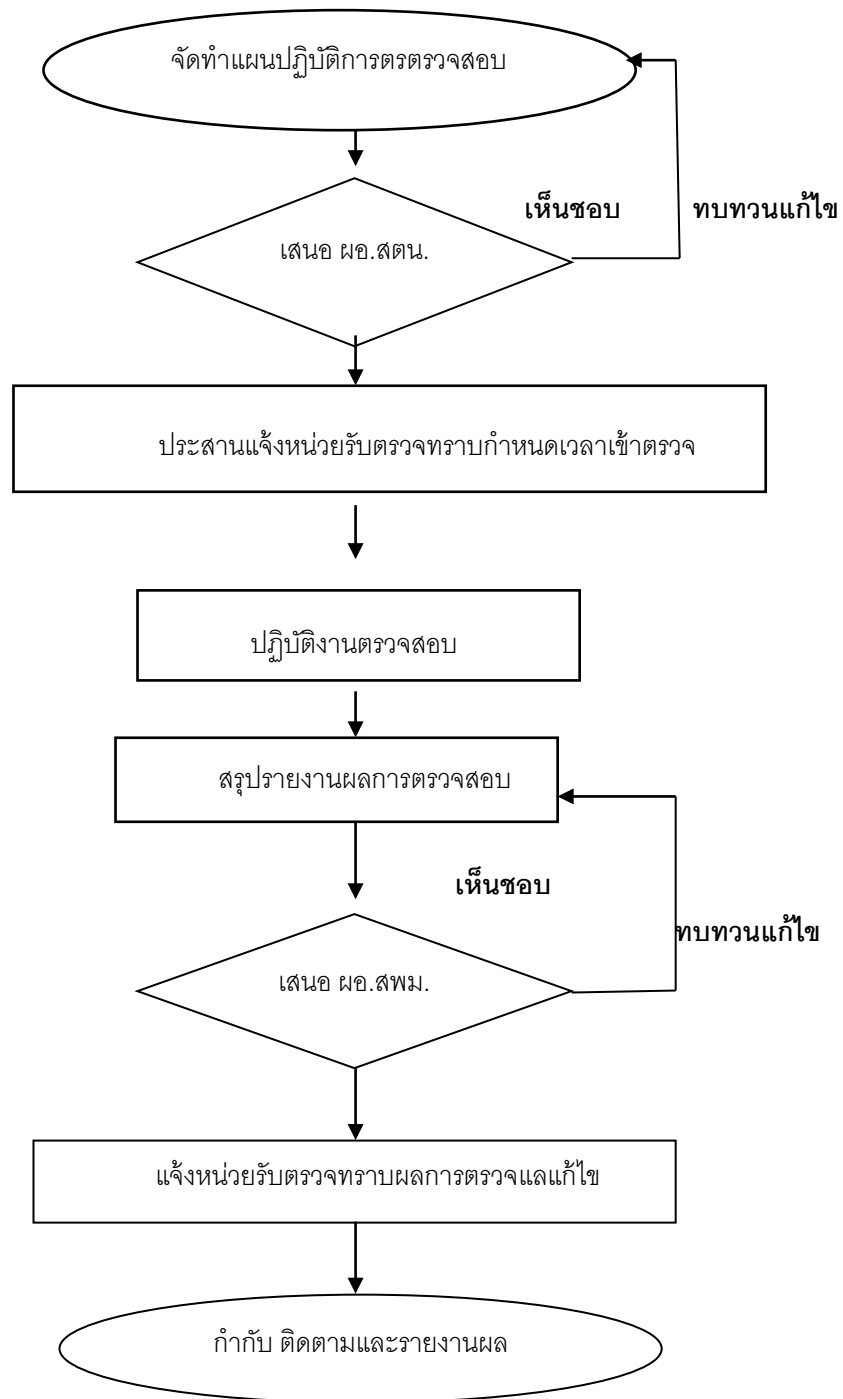 จัดทำแผนปฏิบัติการตรตรวจสอบ
เห็นชอบ
ทบทวนแก้ไข
เสนอ ผอ.สตน.
ประสานแจ้งหน่วยรับตรวจทราบกำหนดเวลาเข้าตรวจ
ปฏิบัติงานตรวจสอบ
สรุปรายงานผลการตรวจสอบ
เห็นชอบ
ทบทวนแก้ไข
เสนอ ผอ.สพม.
แจ้งหน่วยรับตรวจทราบผลการตรวจแลแก้ไข
กำกับ ติดตามและรายงานผล